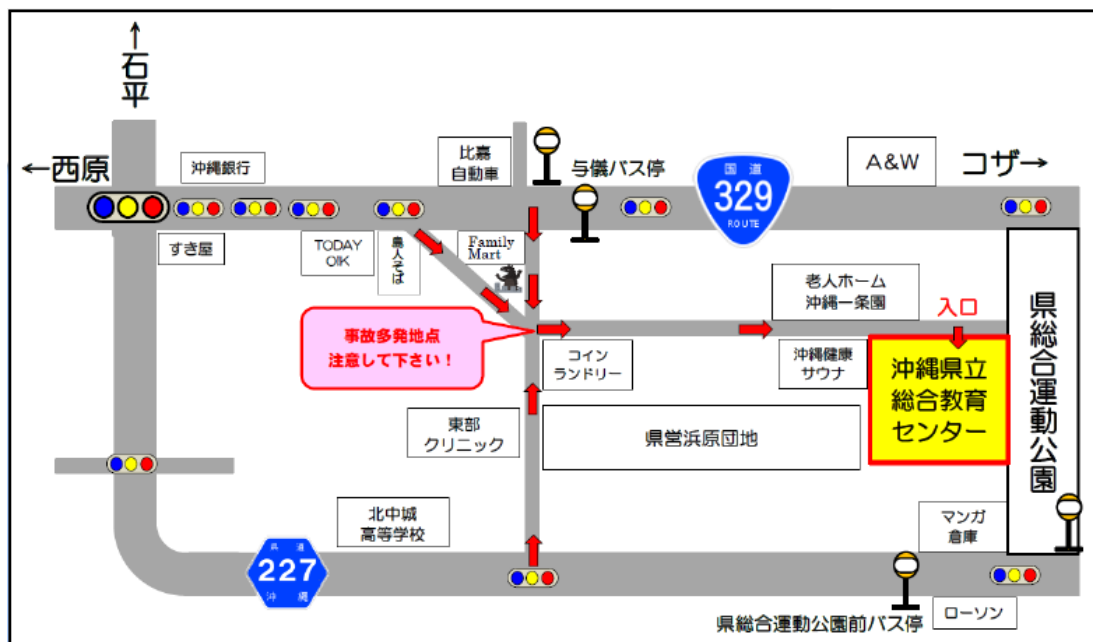 ↑
石平
←西原
沖縄銀行
比嘉
自動車
与儀バス停
国道
329
ROUTE
A&W
コザ→
すき屋
TODAY
OIK
島人そば
Family
Mart
老人ホーム
沖縄一条園
入口
県総合運動公園
事故多発地点
注意して下さい！
コイン
ランドリー
沖縄健康
サウナ
沖縄県立
総合教育
センター
東部
クリニック
県営浜原団地
北中城
高等学校
マンガ
倉庫
県道
227
沖縄
県総合運動公園前バス停
ローソン